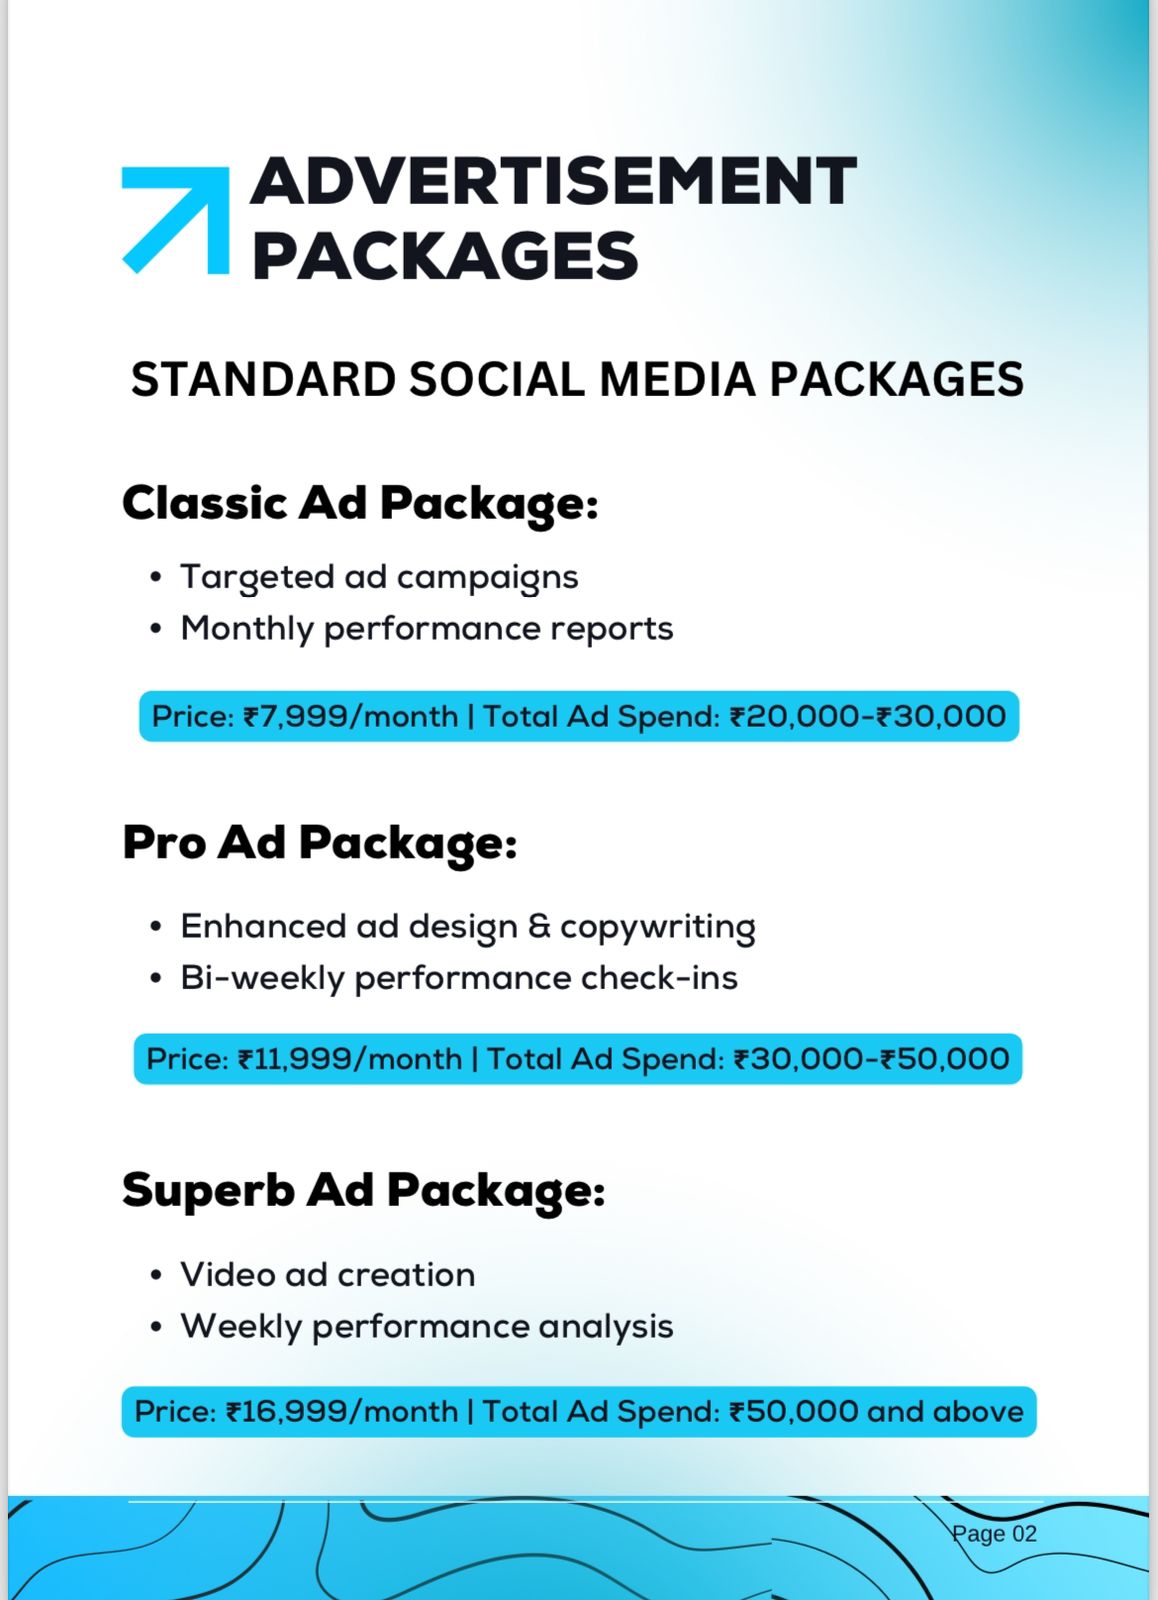 ADVERTISEMENT
PACKAGES
STANDARD SOCIAL MEDIA PACKAGES
Classic Ad Package:
• Targeted ad campaigns
• Monthly performance reports
Price: ₹7,999/month | Total Ad Spend: ₹20,000-₹30,000
Pro Ad Package:
• Enhanced ad design & copywriting
• Bi-weekly performance check-ins
Price: ₹11,999/month | Total Ad Spend: ₹30,000-₹50,000
Superb Ad Package:
• Video ad creation
• Weekly performance analysis
Price: ₹16,999/month | Total Ad Spend: ₹50,000 and above
Page 02